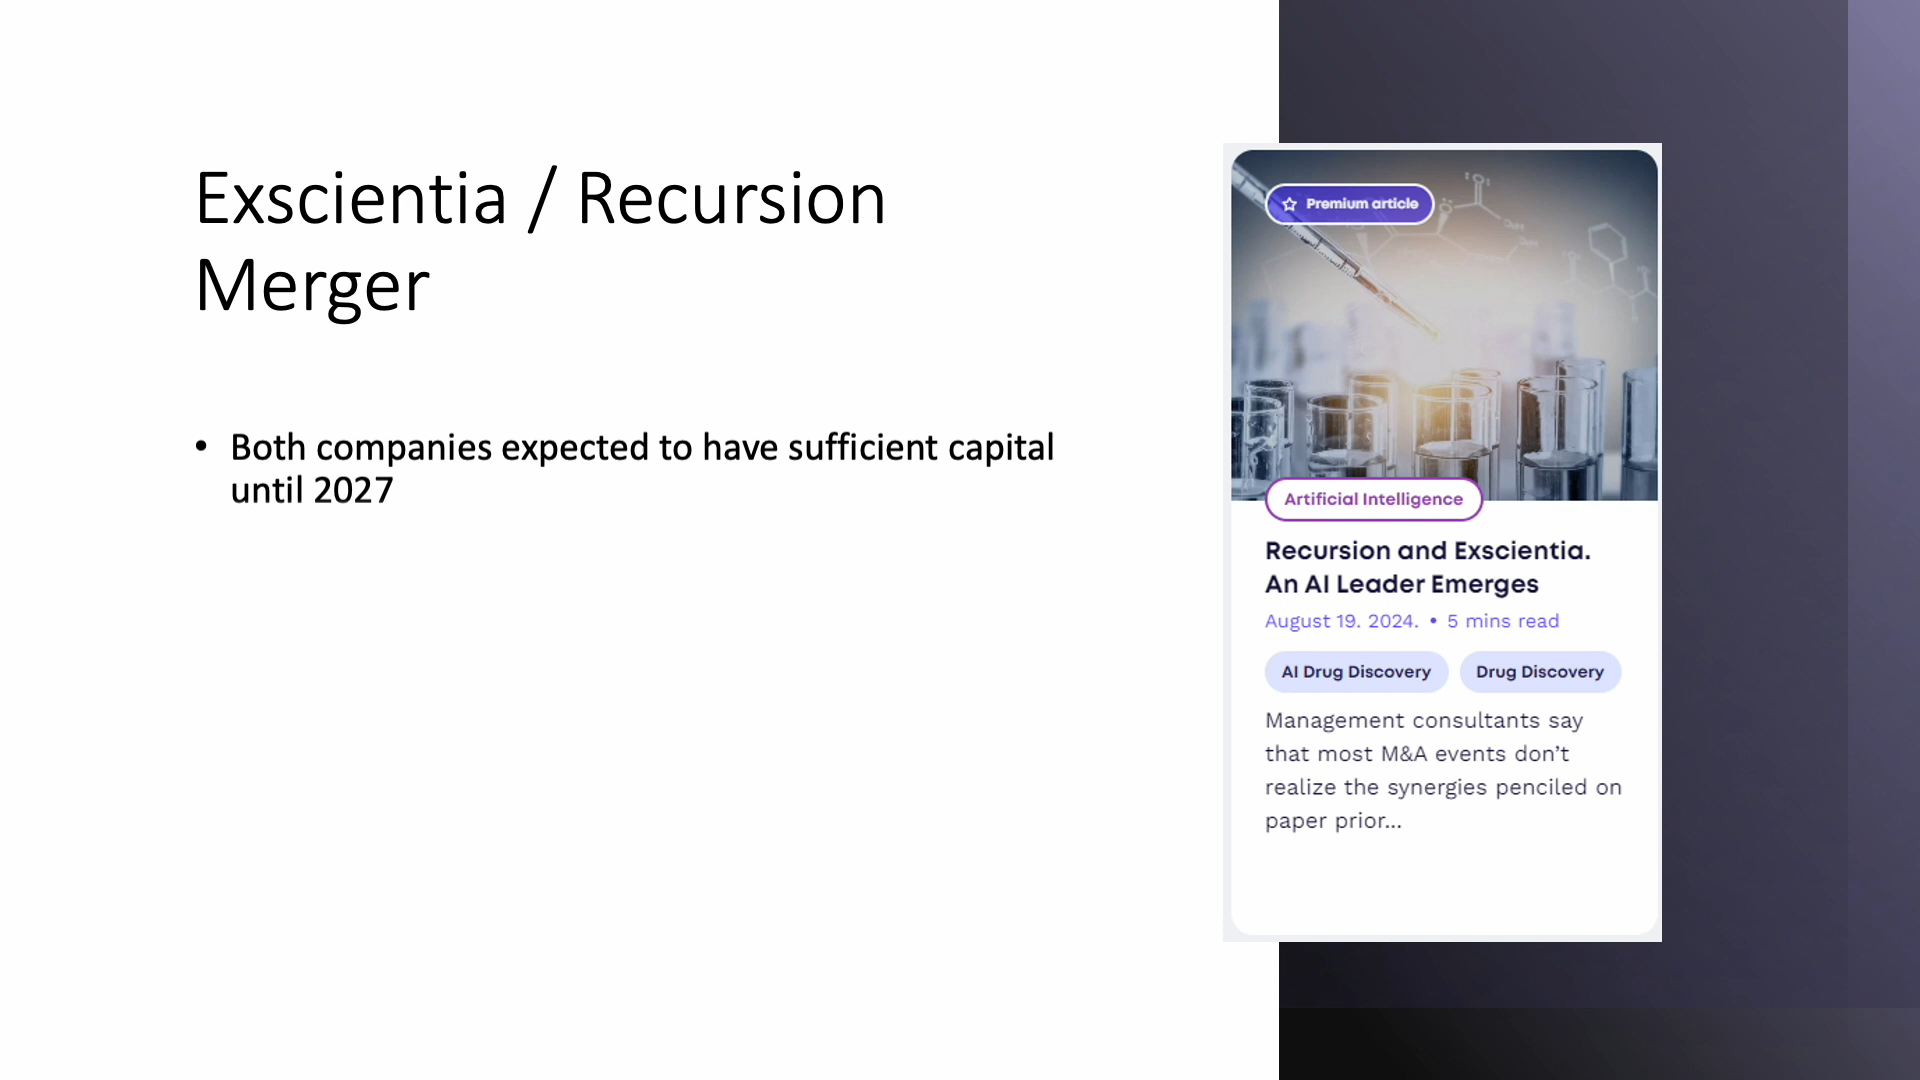 Exscientia / Recursion
Merger
• Both companies expected to have sufficient capital
until 2027
Premium article
Artificial Intelligence
Recursion and Exscientia.
An AI Leader Emerges
August 19. 2024. • 5 mins read
AI Drug Discovery Drug Discovery
Management consultants say
that most M&A events don’t
realize the synergies penciled on
paper prior...